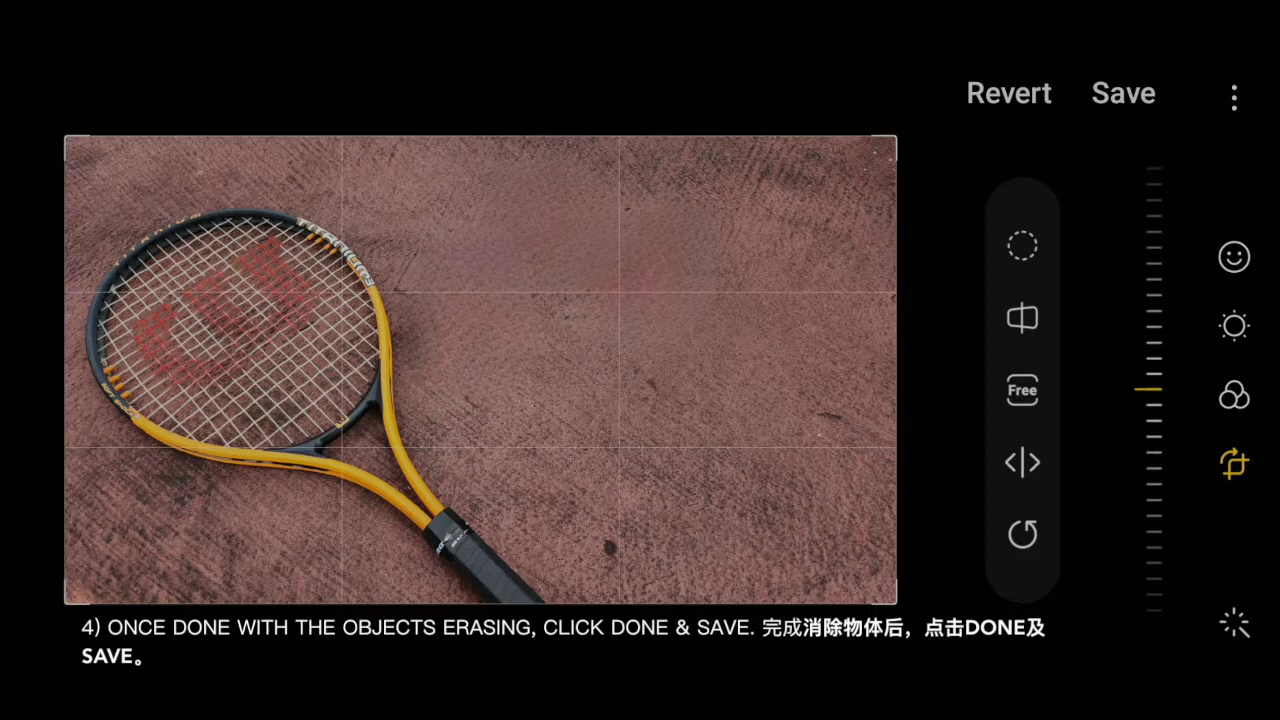 Revert Save
Free
4) ONCE DONE WITH THE OBJECTS ERASING, CLICK DONE & SAVE. 完成消除物体后，点击DONE及
SAVE。